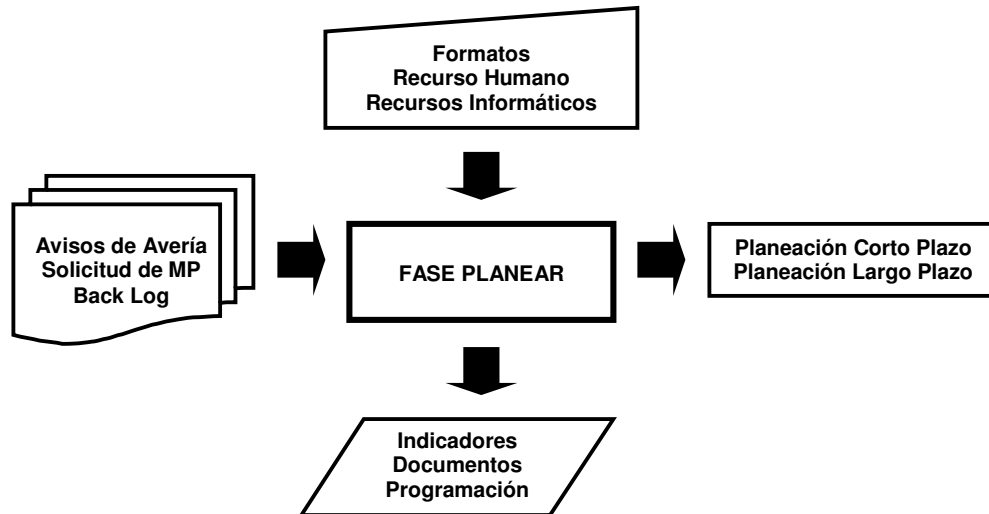 Formatos
Recurso Humano
Recursos Informáticos
Avisos de Avería
Solicitud de MP
Back Log
FASE PLANEAR
Planeación Corto Plazo
Planeación Largo Plazo
Indicadores
Documentos
Programación